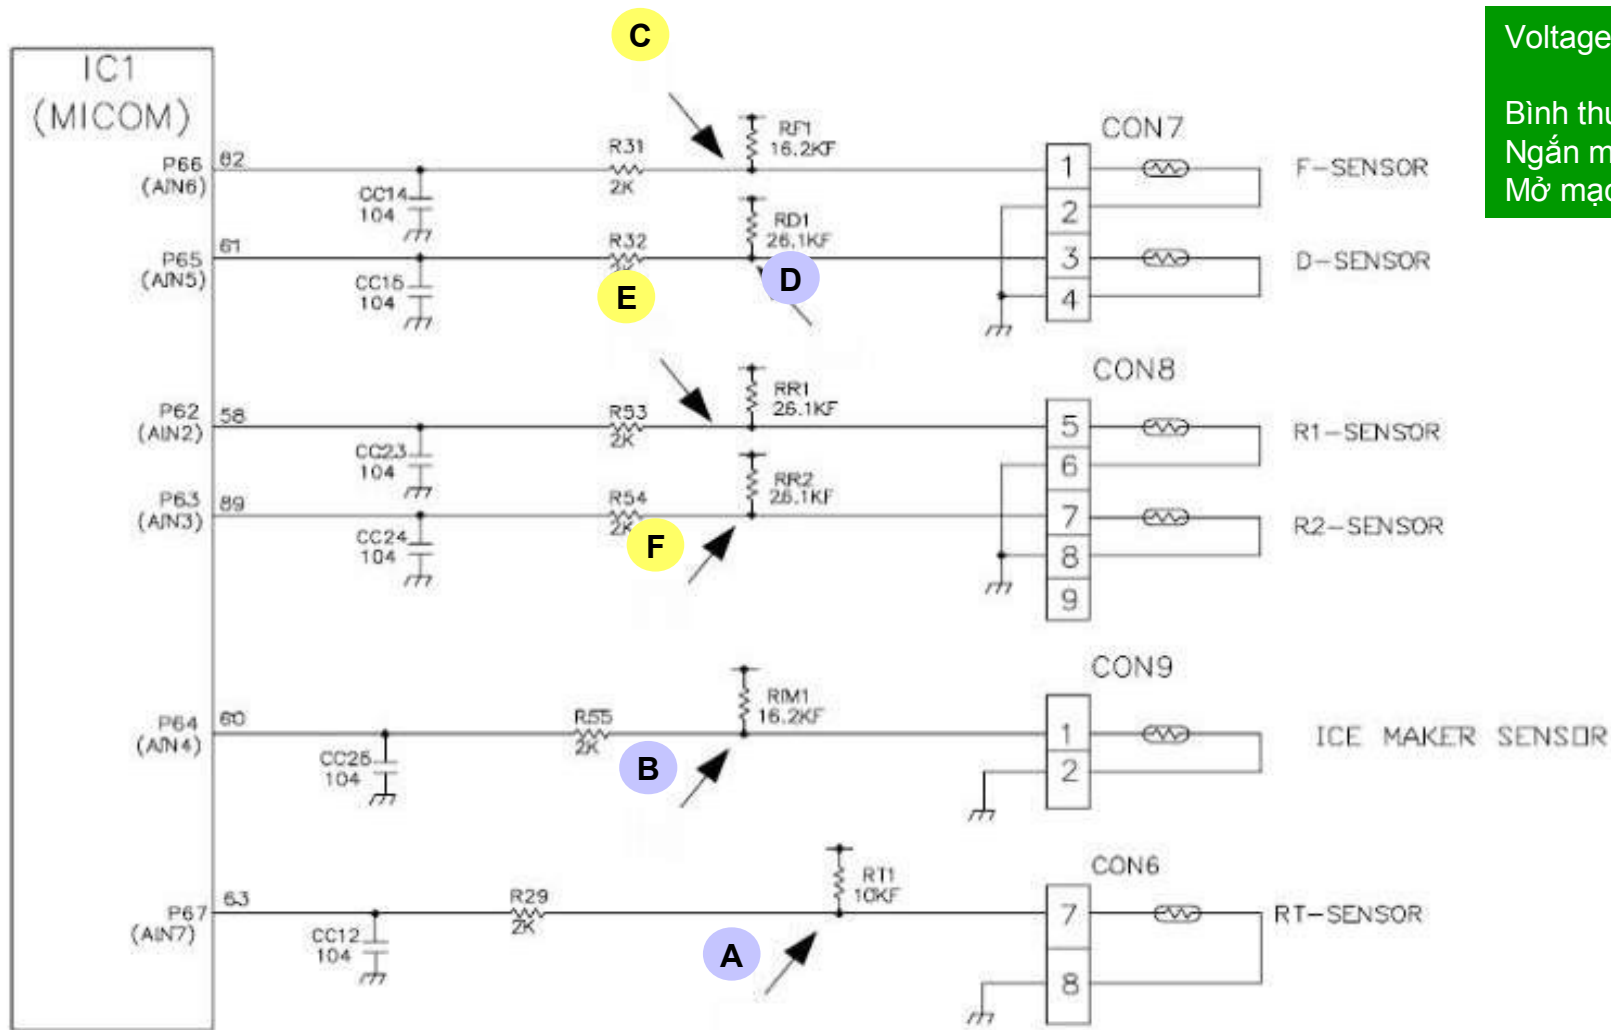 C
Voltage
IC1
(MICOM)
Bình
Ngắn
Mở
RF1
16.2KF
CON7
R31
2K
P66
(AIN6)
62
1
F-SENSOR
CC14
104
2
RD1
26.1KF
R32
P65
(AIN5)
61
3
D-SENSOR
D
E
CC15
104
4
CON8
RR1
26.1KF
P62
(AIN2)
58
R53
2K
5
R1-SENSOR
CC23
104
6
RR2
26.1KF
P63
(AIN3)
89
R54
2K
7
R2-SENSOR
F
CC24
104
8
9
CON9
RIM1
16.2KF
P64
(AIN4)
60
R55
2K
1
ICE MAKER SENSOR
B
CC25
104
2
CON6
RT1
10KF
P67
(AIN7)
63
R29
2K
7
RT-SENSOR
CC12
104
A
8